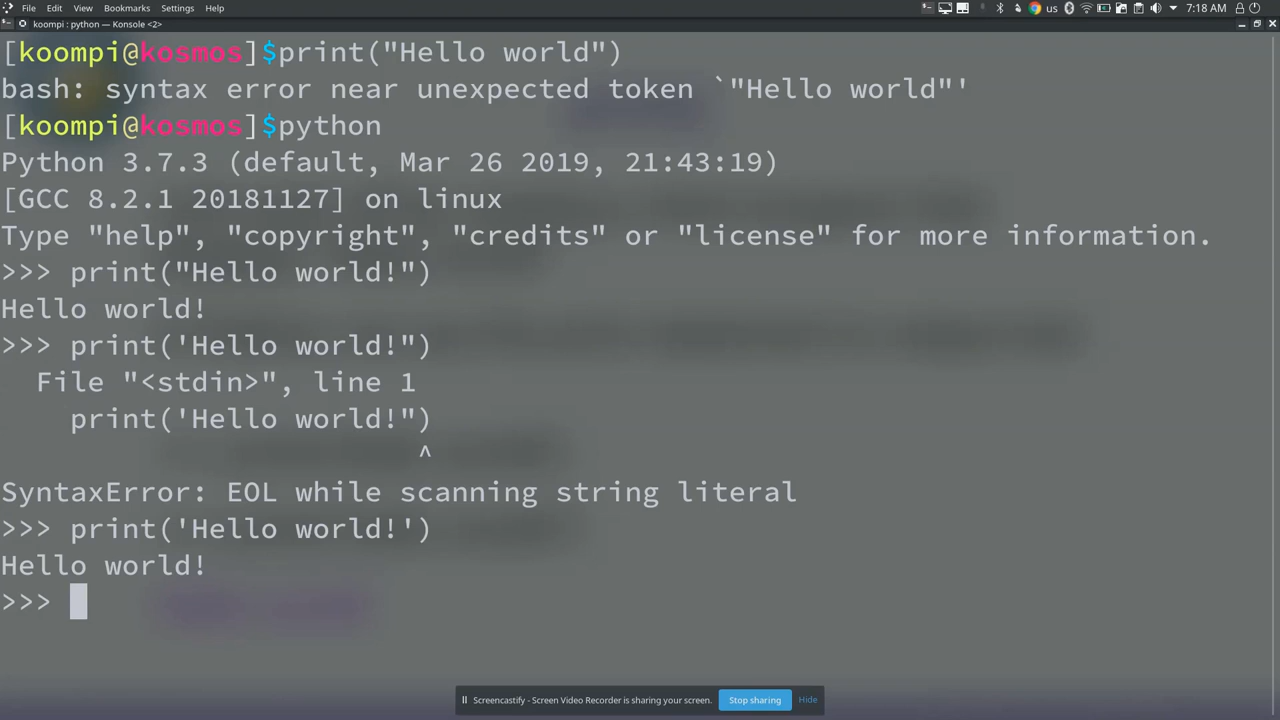 File Edit View Bookmarks Settings Help
us
7:18 AM
koompi : python — Konsole <2>
[koompi@kosmos]$print("Hello world")
bash: syntax error near unexpected token `"Hello world"'
[koompi@kosmos]$python
Python 3.7.3 (default, Mar 26 2019, 21:43:19)
[GCC 8.2.1 20181127] on linux
Type "help", "copyright", "credits" or "license" for more information.
>>> print("Hello world!")
Hello world!
>>> print('Hello world!")
  File "<stdin>", line 1
    print('Hello world!")
                        ^
SyntaxError: EOL while scanning string literal
>>> print('Hello world!')
Hello world!
>>>
Screencastify - Screen Video Recorder is sharing your screen. Stop sharing Hide